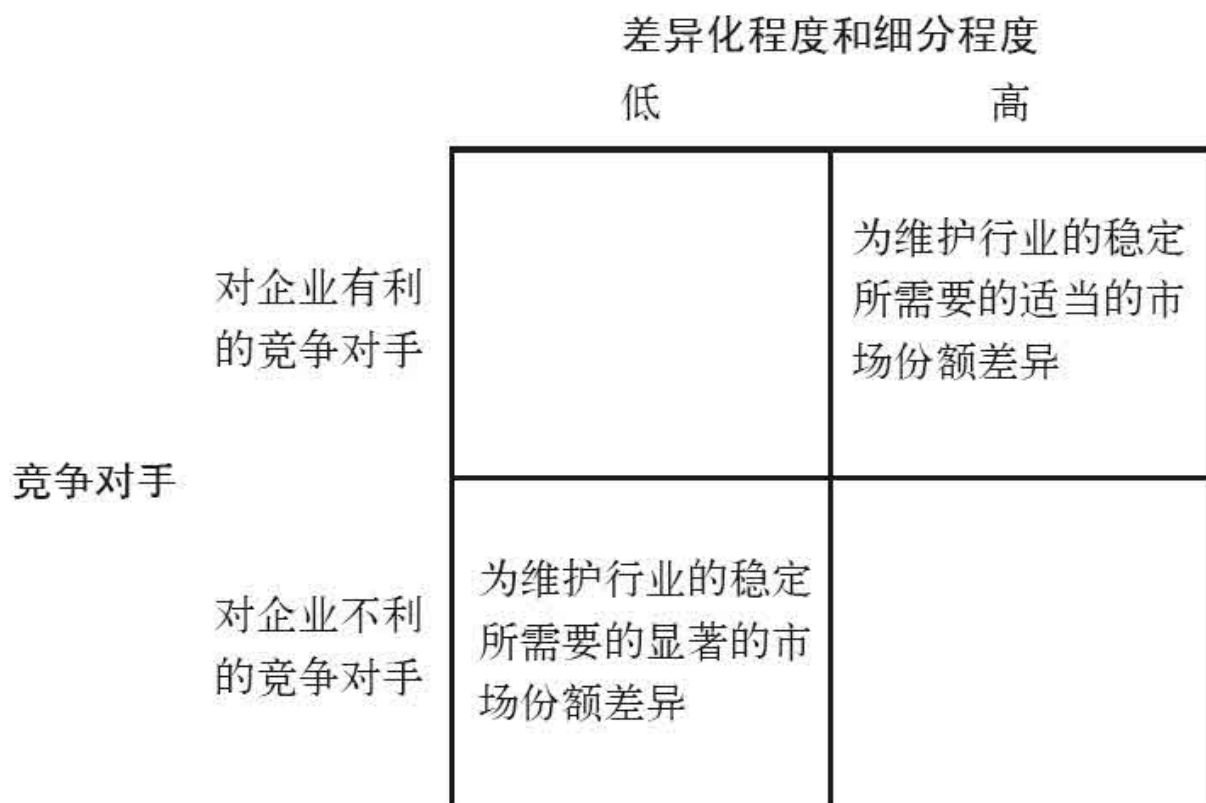 差异化程度和细分程度
低 高
为维护行业的稳定
所需要的适当的市
场份额差异
对企业有利
的竞争对手
竞争对手
为维护行业的稳定
所需要的显著的市
场份额差异
对企业不利
的竞争对手